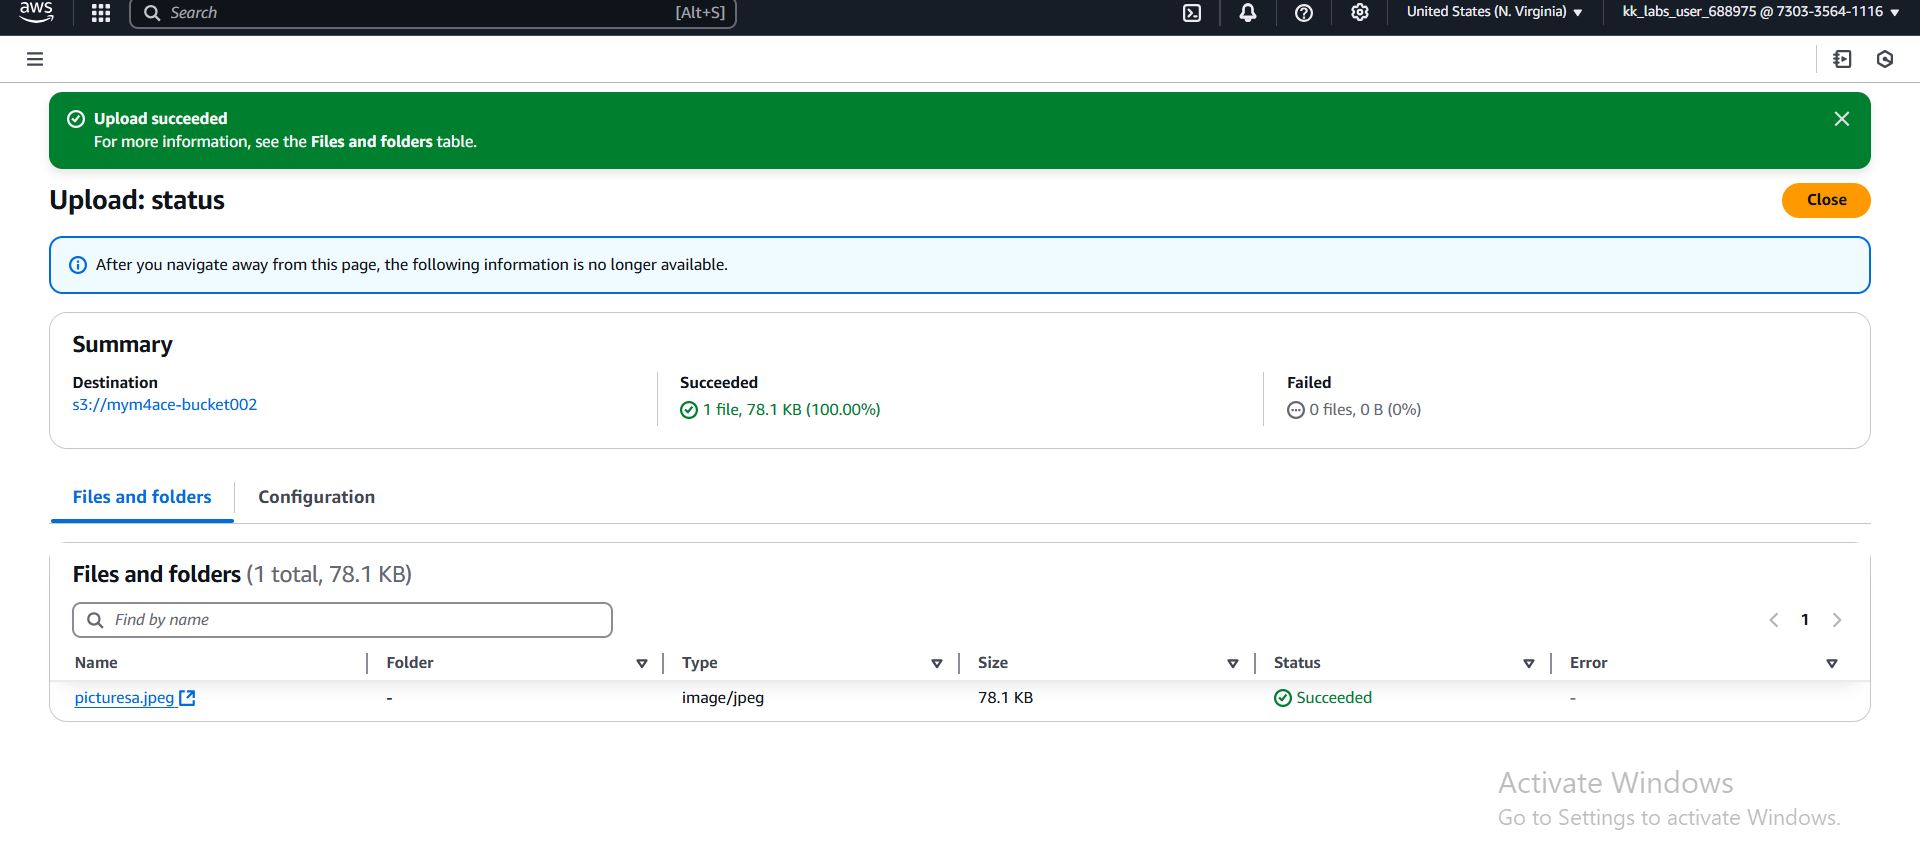 aws
Search [Alt+S] United States (N. Virginia) kk_labs_user_688975 @ 7303-3564-1116
Upload succeeded
For more information, see the Files and folders table.
Upload: status
Close
After you navigate away from this page, the following information is no longer available.
Summary
Destination Succeeded Failed
s3://mym4ace-bucket002 1 file, 78.1 KB (100.00%) 0 files, 0 B (0%)
Files and folders Configuration
Files and folders (1 total, 78.1 KB)
Find by name 1
Name Folder Type Size Status Error
picturesa.jpeg - image/jpeg 78.1 KB Succeeded -
Activate Windows
Go to Settings to activate Windows.